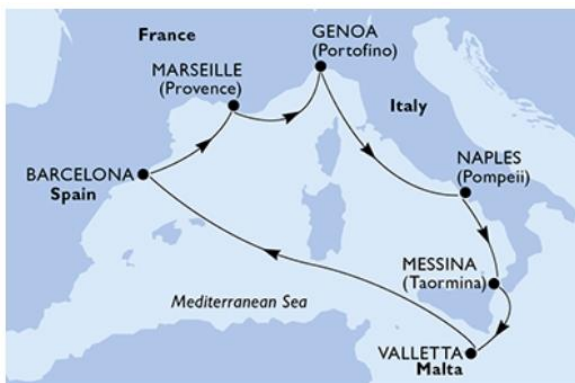 France
GENOA
(Portofino)
MARSEILLE
(Provence)
Italy
BARCELONA
Spain
NAPLES
(Pompeii)
MESSINA
(Taormina)
Mediterranean Sea
VALLETTA
Malta